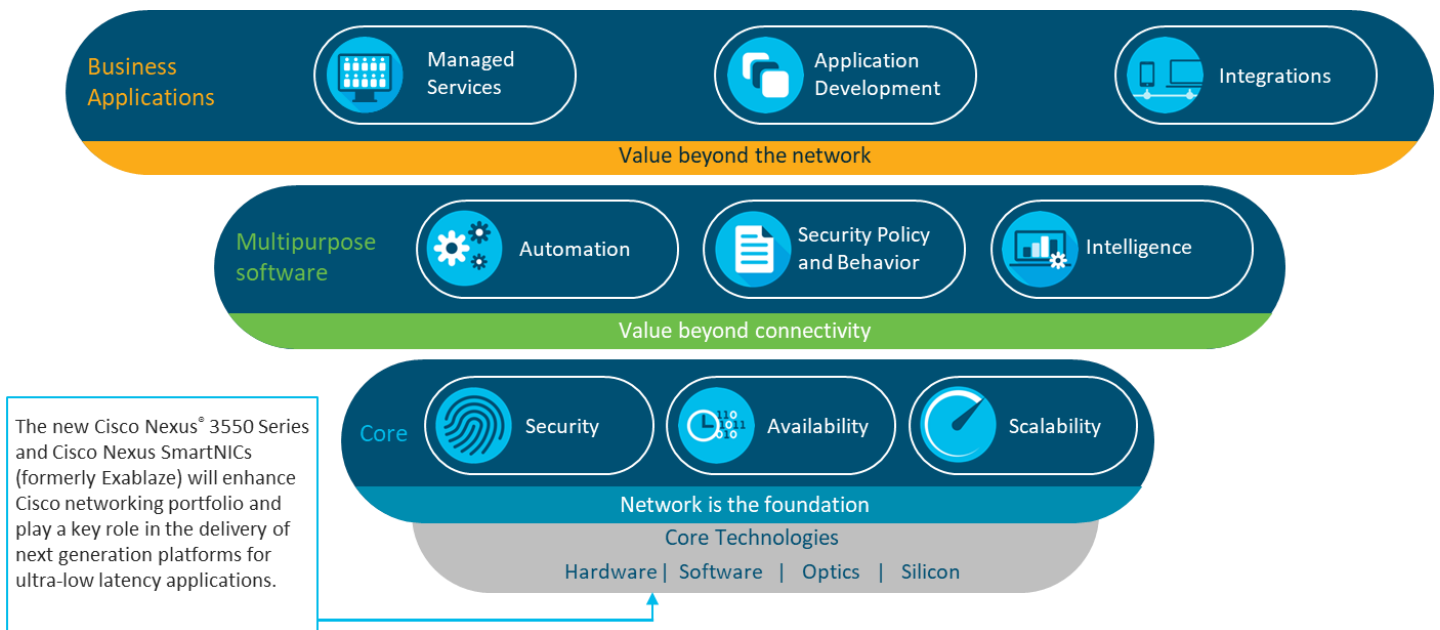 Business
Applications
Managed
Services
Application
Development
Integrations
Value beyond the network
Multipurpose
software
Automation
Security Policy
and Behavior
Intelligence
Value beyond connectivity
Core
Security
110
1011
010
Availability
Scalability
Network is the foundation
Core Technologies
Hardware | Software | Optics | Silicon
The new Cisco Nexus® 3550 Series
and Cisco Nexus SmartNICs
(formerly Exablaze) will enhance
Cisco networking portfolio and
play a key role in the delivery of
next generation platforms for
ultra-low latency applications.